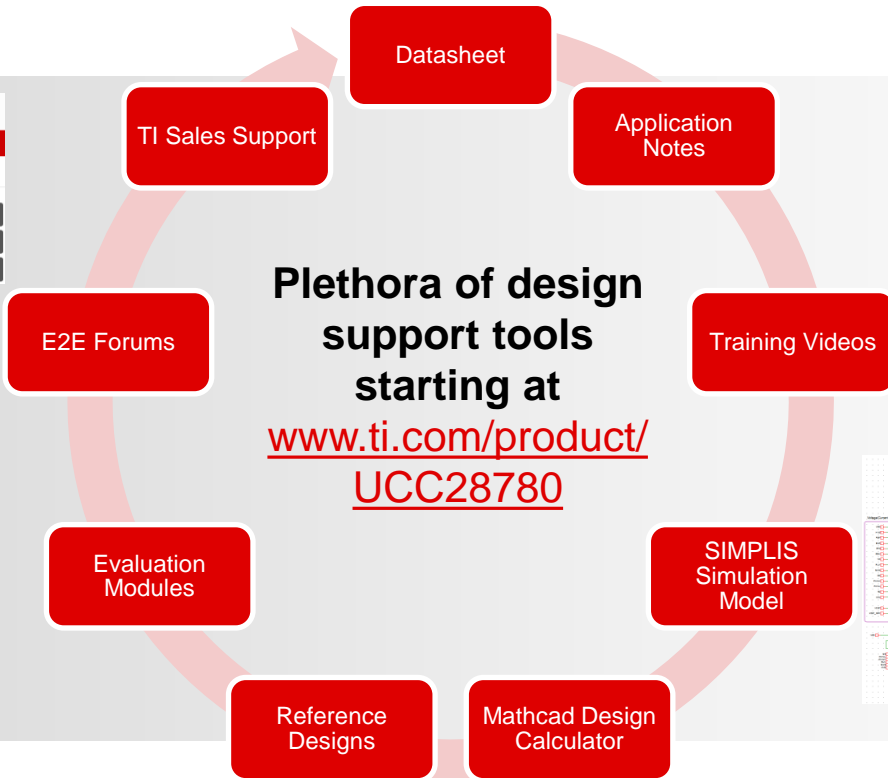 Datasheet
Application
Notes
Training Videos
SIMPLIS
Simulation
Model
Mathcad Design
Calculator
Reference
Designs
Evaluation
Modules
E2E Forums
TI Sales Support
Plethora of design
support tools
starting at
www.ti.com/product/
UCC28780